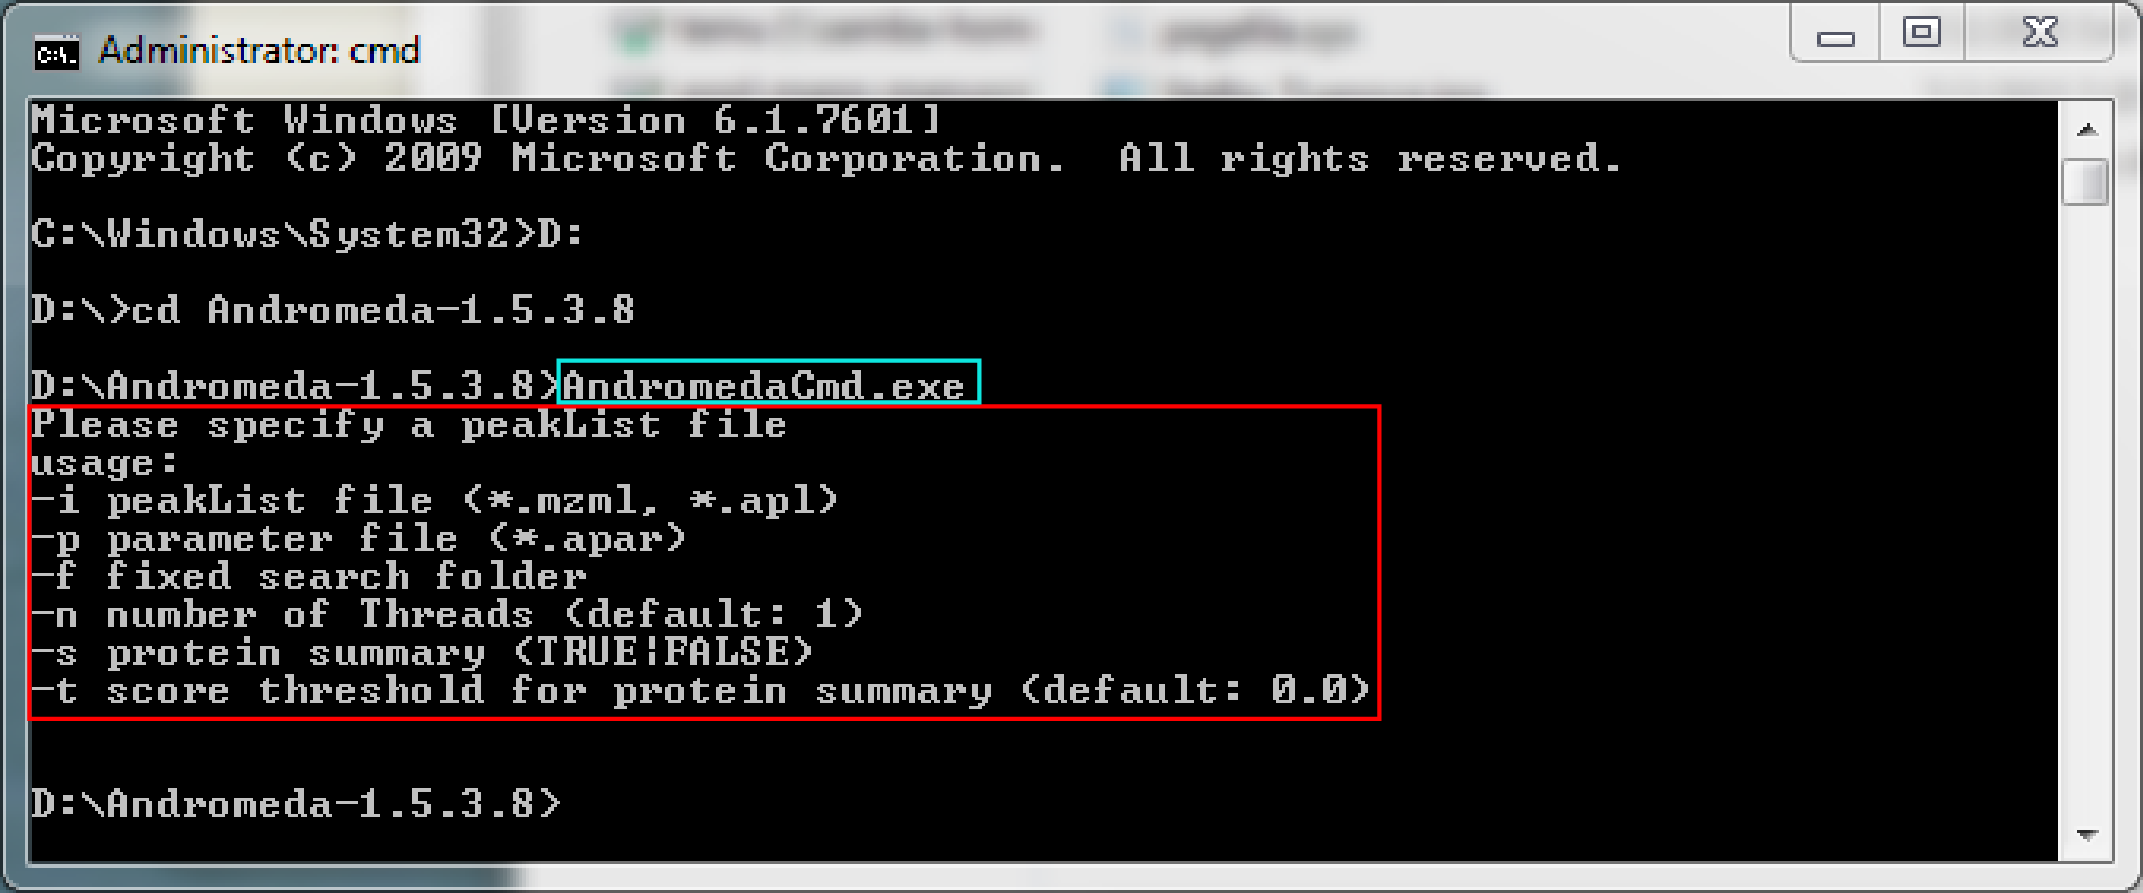 Administrator: cmd
Microsoft Windows [Version 6.1.7601]
Copyright (c) 2009 Microsoft Corporation.  All rights reserved.
C:\Windows\System32>D:
D:\>cd Andromeda-1.5.3.8
D:\Andromeda-1.5.3.8>AndromedaCmd.exe
Please specify a peakList file
usage:
-i peakList file (*.mzml, *.apl)
-p parameter file (*.apar)
-f fixed search folder
-n number of Threads (default: 1)
-s protein summary (TRUE|FALSE)
-t score threshold for protein summary (default: 0.0)
D:\Andromeda-1.5.3.8>